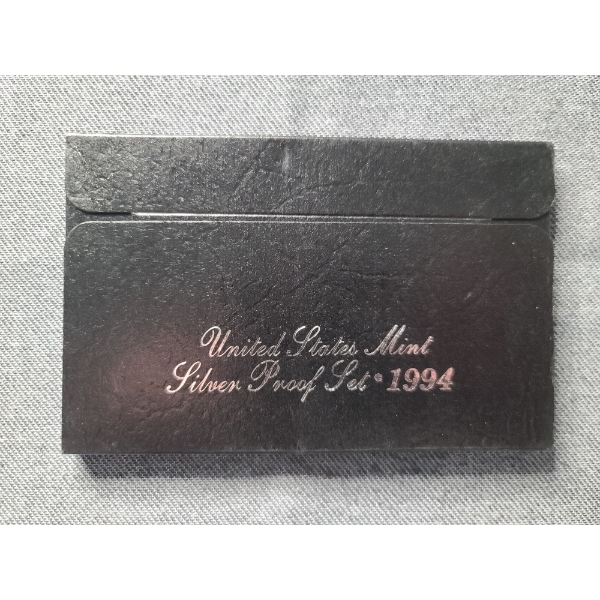 United States Mint
Silver Proof Set • 1994